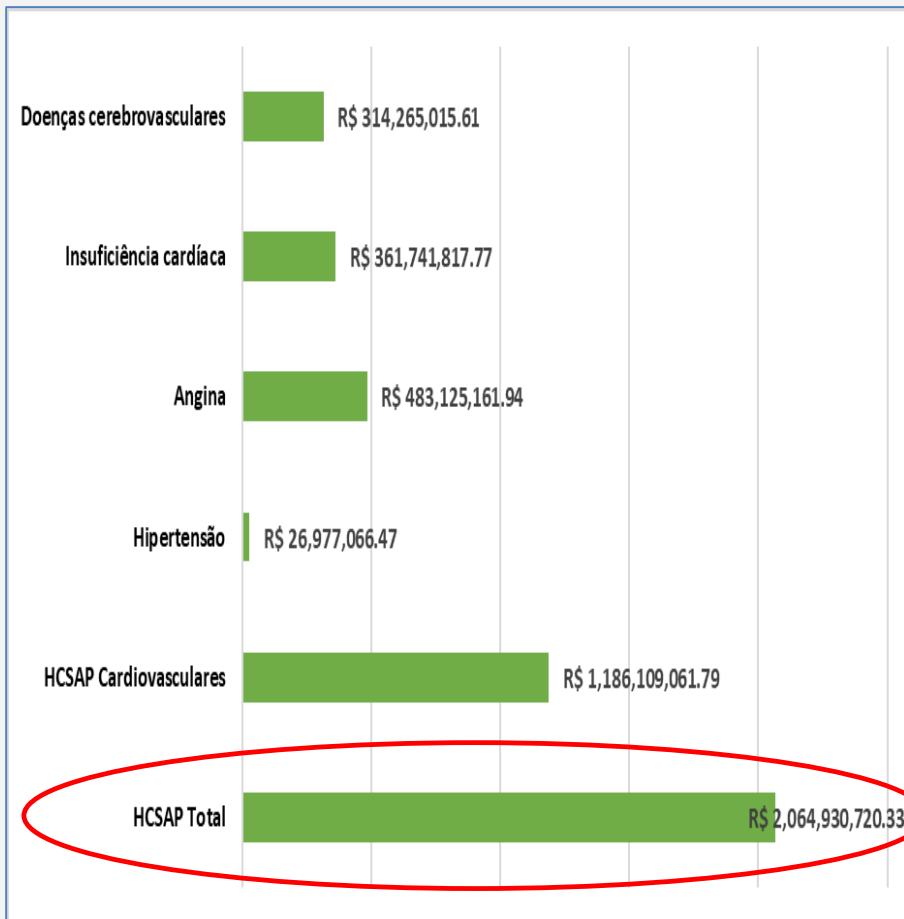 Doenças cerebrovasculares R$ 314,265,015.61
Insuficiência cardíaca R$ 361,741,817.77
Angina R$ 483,125,161.94
Hipertensão R$ 26,977,066.47
HCSAP Cardiovasculares R$ 1,186,109,061.79
HCSAP Total R$ 2,064,930,720.33